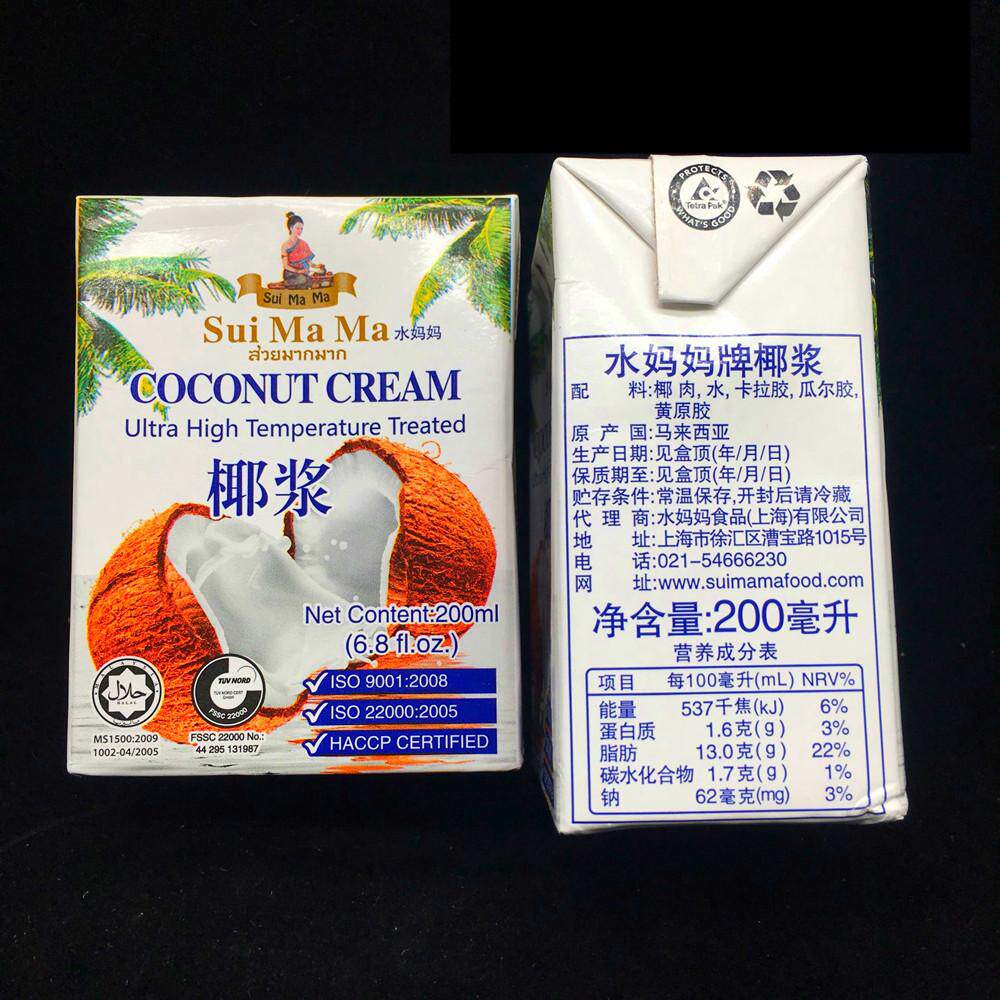 Sui Ma Ma
Sui Ma Ma 水妈妈
สวยมากมาก
COCONUT CREAM
Ultra High Temperature Treated
椰浆
Net Content:200ml
(6.8 fl.oz.)
ISO 9001:2008
ISO 22000:2005
HACCP CERTIFIED
حلال
HALAL
MS1500:2009
1002-04/2005
TUV NORD
TUV NORD CERT
GmbH
FSSC 22000
FSSC 22000 No.:
44 295 131987
PROTECTS
Tetra Pak
WHAT'S GOOD
水妈妈牌椰浆
配 料:椰肉,水,卡拉胶,瓜尔胶,
黄原胶
原产国:马来西亚
生产日期:见盒顶(年/月/日)
保质期至:见盒顶(年/月/日)
贮存条件:常温保存,开封后请冷藏
代理商:水妈妈食品(上海)有限公司
地 址:上海市徐汇区漕宝路1015号
电 话:021-54666230
网 址:www.suimamafood.com
净含量:200毫升
营养成分表
项目 每100毫升(mL) NRV%
能量 537千焦(kJ) 6%
蛋白质 1.6克(g) 3%
脂肪 13.0克(g) 22%
碳水化合物 1.7克(g) 1%
钠 62毫克(mg) 3%